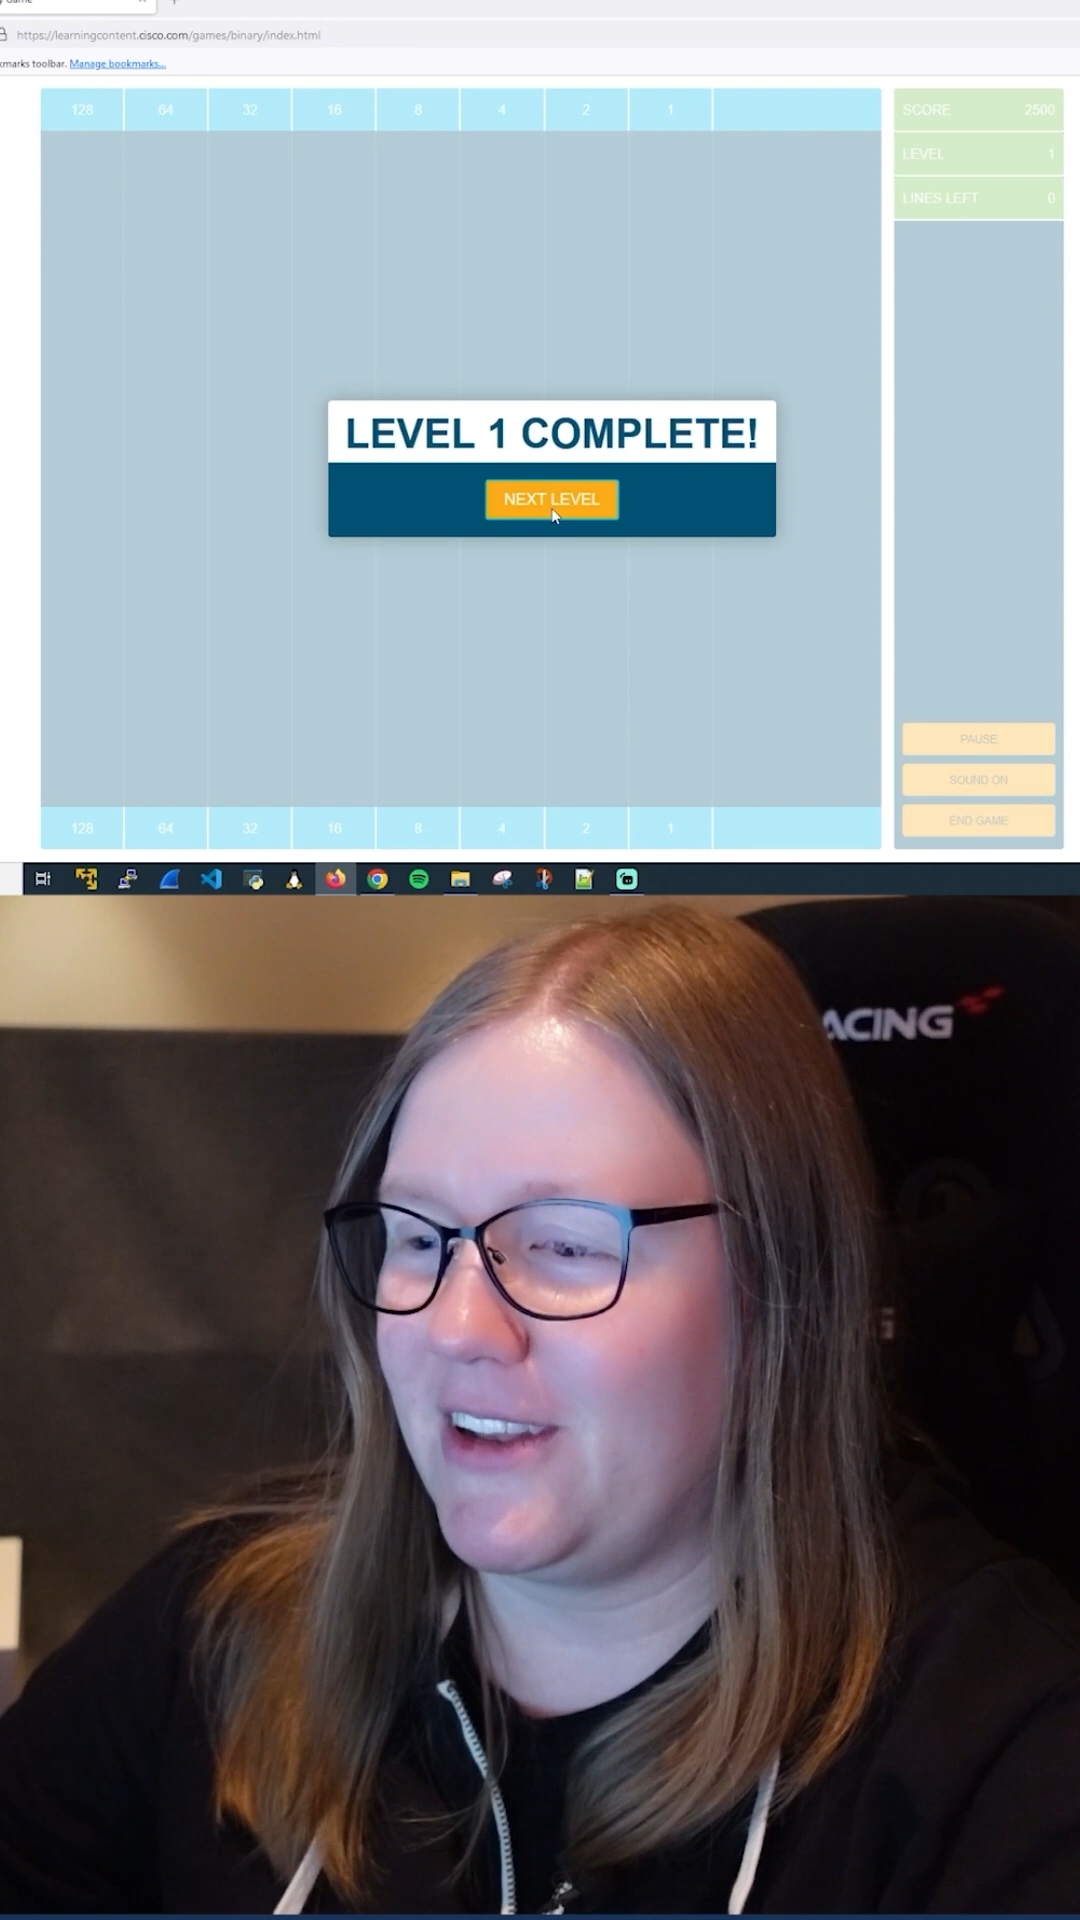 https://learningcontent.cisco.com/games/binary/index.html
Manage bookmarks...
128 64 32 16 8 4 2 1
SCORE 2500
LEVEL 1
LINES LEFT 0
LEVEL 1 COMPLETE!
NEXT LEVEL
PAUSE
SOUND ON
END GAME
128 64 32 16 8 4 2 1
ACING